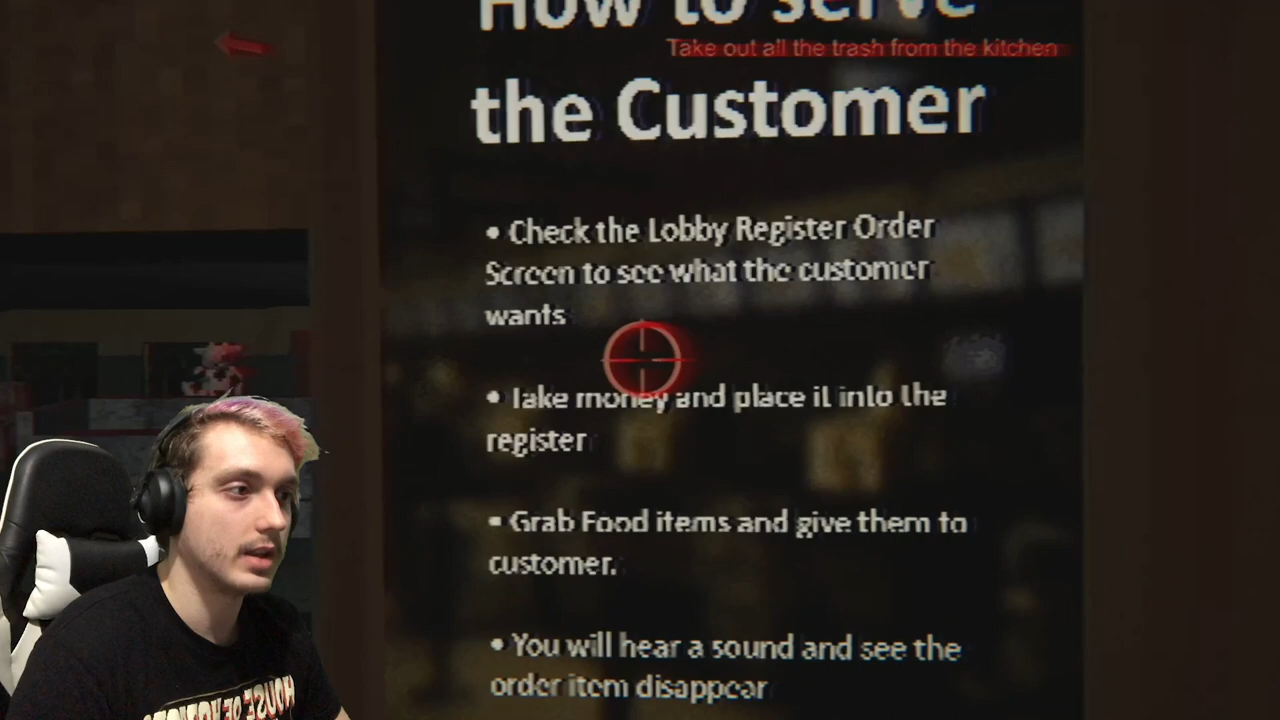 How to serve
Take out all the trash from the kitchen
the Customer
• Check the Lobby Register Order
Screen to see what the customer
wants
• Take money and place it into the
register
• Grab Food items and give them to
customer.
• You will hear a sound and see the
order item disappear
HOUSE OF